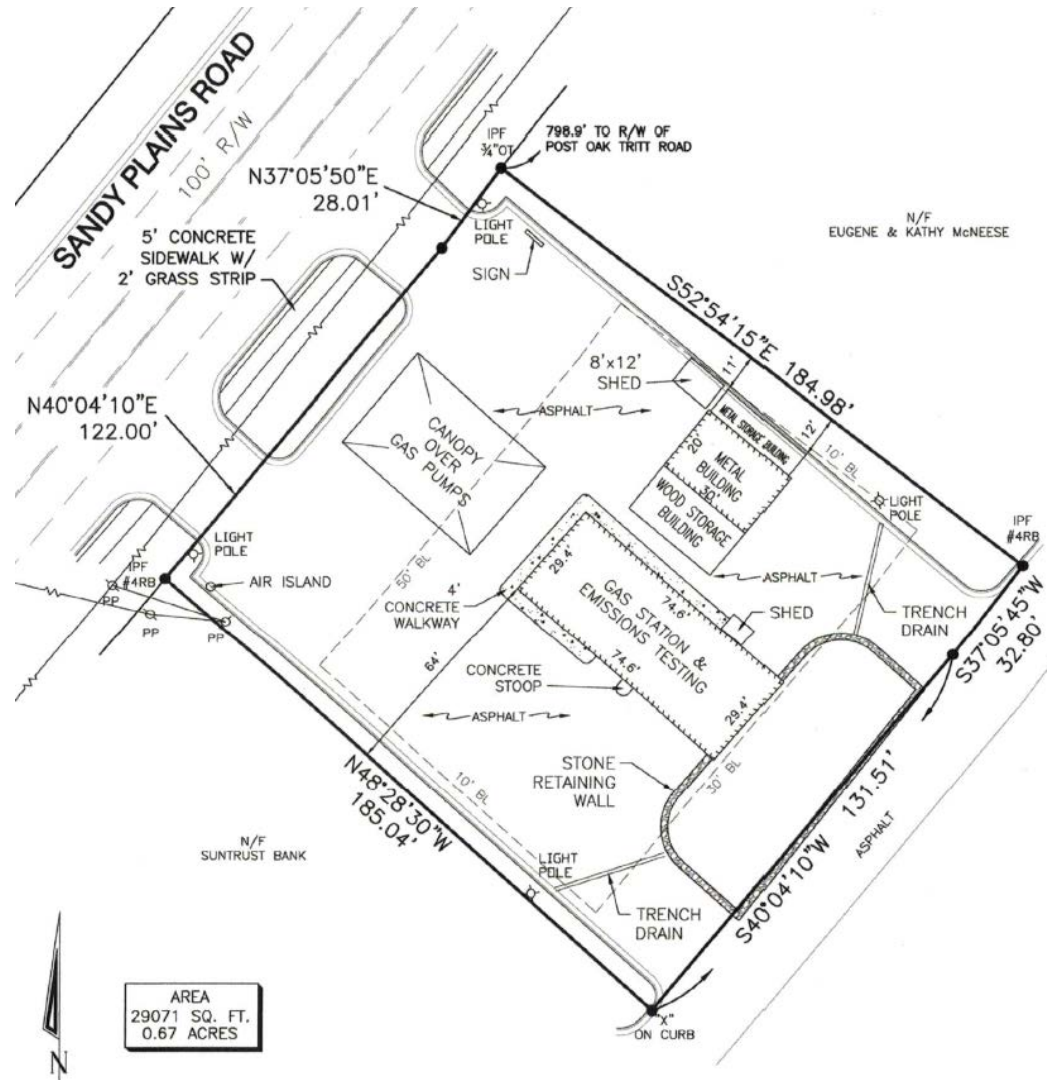 SANDY PLAINS ROAD
100' R/W
IPF
¾"OT
798.9' TO R/W OF
POST OAK TRITT ROAD
N37°05'50"E
28.01'
LIGHT
POLE
SIGN
N/F
EUGENE & KATHY McNEESE
5' CONCRETE
SIDEWALK W/
2' GRASS STRIP
S52°54'15"E 184.98'
N40°04'10"E
122.00'
8'x12'
SHED
11'
ASPHALT
CANOPY
OVER
GAS PUMPS
METAL STORAGE BUILDING
12'
20'
METAL
BUILDING
30'
WOOD STORAGE
BUILDING
10' BL
LIGHT
POLE
IPF
#4RB
50' BL
LIGHT
POLE
IPF
#4RB
AIR ISLAND
PP
PP
PP
4'
CONCRETE
WALKWAY
29.4'
74.6'
GAS STATION &
EMISSIONS TESTING
74.6'
29.4'
ASPHALT
SHED
TRENCH
DRAIN
S37°05'45"W
32.80'
64'
CONCRETE
STOOP
ASPHALT
STONE
RETAINING
WALL
30' BL
10' BL
N48°28'30"W
185.04'
S40°04'10"W 131.51'
ASPHALT
N/F
SUNTRUST BANK
LIGHT
POLE
TRENCH
DRAIN
"X"
ON CURB
AREA
29071 SQ. FT.
0.67 ACRES
N